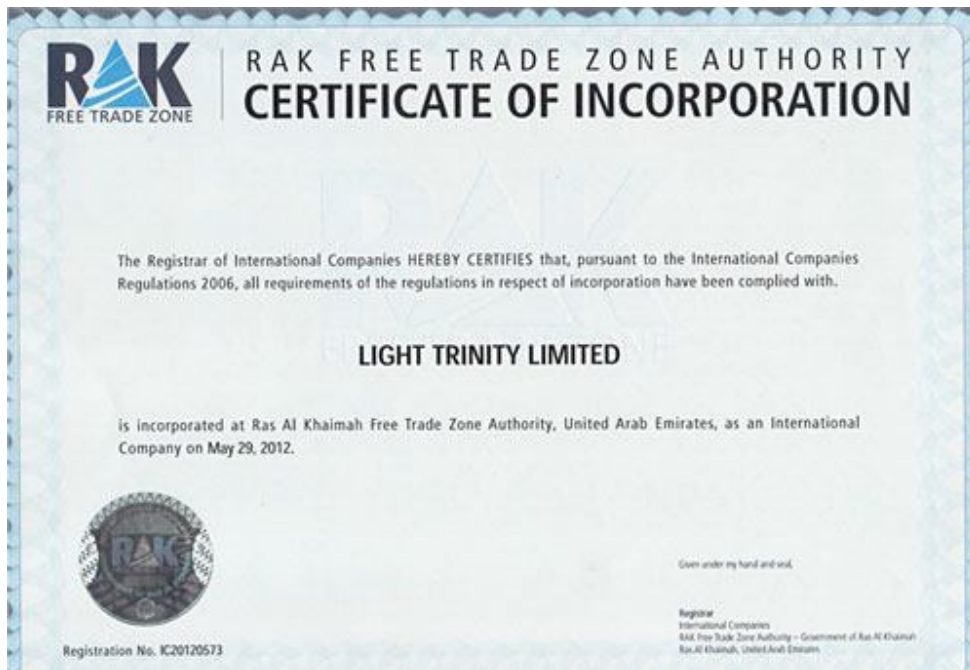 RAK
FREE TRADE ZONE
RAK FREE TRADE ZONE AUTHORITY
CERTIFICATE OF INCORPORATION
The Registrar of International Companies HEREBY CERTIFIES that, pursuant to the International Companies
Regulations 2006, all requirements of the regulations in respect of incorporation have been complied with.
LIGHT TRINITY LIMITED
is incorporated at Ras Al Khaimah Free Trade Zone Authority, United Arab Emirates, as an International
Company on May 29, 2012.
RAK
Given under my hand and seal,
Registrar
International Companies
RAK Free Trade Zone Authority – Government of Ras Al Khaimah
Ras Al Khaimah, United Arab Emirates
Registration No. IC20120573